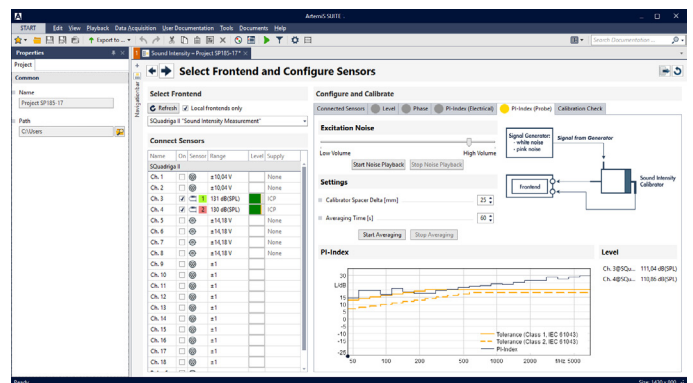 ArtemiS SUITE
START Edit View Playback Data Acquisition User Documentation Tools Documents Help
Export to...
Search Documentation...
Properties
Project
Common
Name
Project SP185-17
Path
C:\Users
Navigationbar
1 Sound Intensity – Project SP185-17*
Select Frontend and Configure Sensors
Select Frontend
Refresh Local frontends only
SQuadriga II "Sound Intensity Measurement"
Connect Sensors
Name On Sensor Range Level Supply
SQuadriga II
Ch. 1 ±10,04 V None
Ch. 2 ±10,04 V None
Ch. 3 1 131 dB(SPL) ICP
Ch. 4 2 130 dB(SPL) ICP
Ch. 5 ±14,18 V None
Ch. 6 ±14,18 V None
Ch. 7 ±14,18 V None
Ch. 8 ±14,18 V None
Ch. 9 ±1
Ch. 10 ±1
Ch. 11 ±1
Ch. 12 ±1
Ch. 13 ±1
Ch. 14 ±1
Ch. 15 ±1
Ch. 16 ±1
Ch. 17 ±1
Ch. 18 ±1
Configure and Calibrate
Connected Sensors Level Phase PI-Index (Electrical) PI-Index (Probe) Calibration Check
Excitation Noise
Low Volume High Volume
Start Noise Playback Stop Noise Playback
Signal Generator:
- white noise
- pink noise
Signal from Generator
Frontend
Sound Intensity
Calibrator
Settings
Calibrator Spacer Delta [mm] 25
Averaging Time [s] 60
Start Averaging Stop Averaging
PI-Index
30
L/dB
15
10
5
0
-5
-10
-15
-25
50 100 200 500 1000 2000 f/Hz 5000
Tolerance (Class 1, IEC 61043)
Tolerance (Class 2, IEC 61043)
PI-Index
Level
Ch. 3@SQu... 111,04 dB(SPL)
Ch. 4@SQu... 110,06 dB(SPL)
Ready